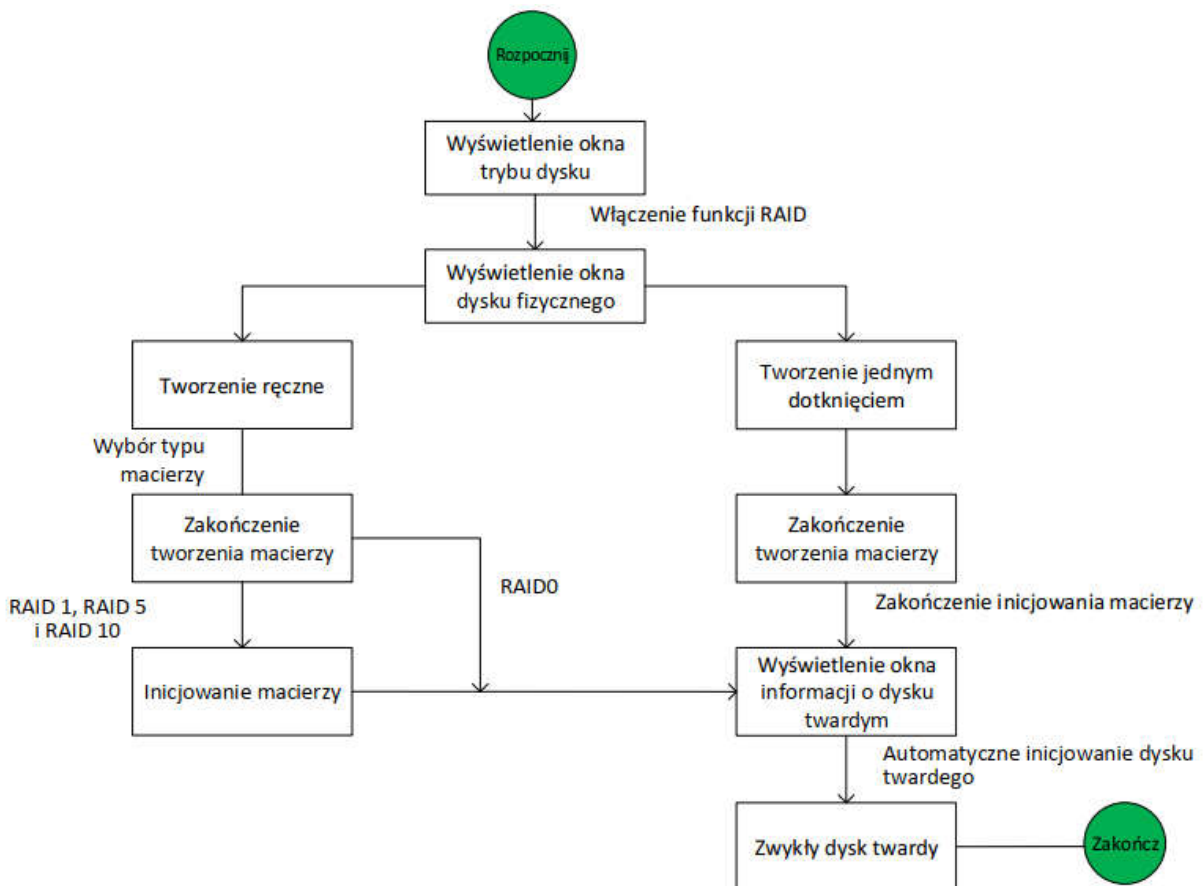 Rozpocznij
Wyświetlenie okna
trybu dysku
Włączenie funkcji RAID
Wyświetlenie okna
dysku fizycznego
Tworzenie ręczne
Tworzenie jednym
dotknięciem
Wybór typu
macierzy
Zakończenie
tworzenia macierzy
Zakończenie
tworzenia macierzy
RAID0
RAID 1, RAID 5
i RAID 10
Zakończenie inicjowania macierzy
Inicjowanie macierzy
Wyświetlenie okna
informacji o dysku
twardym
Automatyczne inicjowanie dysku
twardego
Zwykły dysk twardy
Zakończ